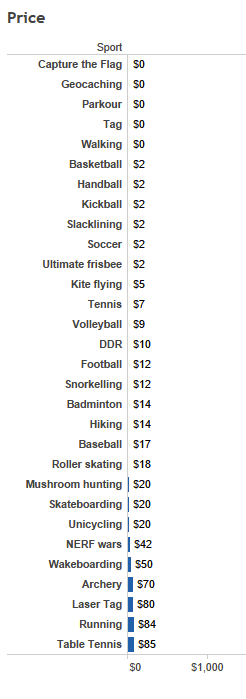 Price
Sport
Capture the Flag $0
Geocaching $0
Parkour $0
Tag $0
Walking $0
Basketball $2
Handball $2
Kickball $2
Slacklining $2
Soccer $2
Ultimate frisbee $2
Kite flying $5
Tennis $7
Volleyball $9
DDR $10
Football $12
Snorkelling $12
Badminton $14
Hiking $14
Baseball $17
Roller skating $18
Mushroom hunting $20
Skateboarding $20
Unicycling $20
NERF wars $42
Wakeboarding $50
Archery $70
Laser Tag $80
Running $84
Table Tennis $85
$0 $1,000